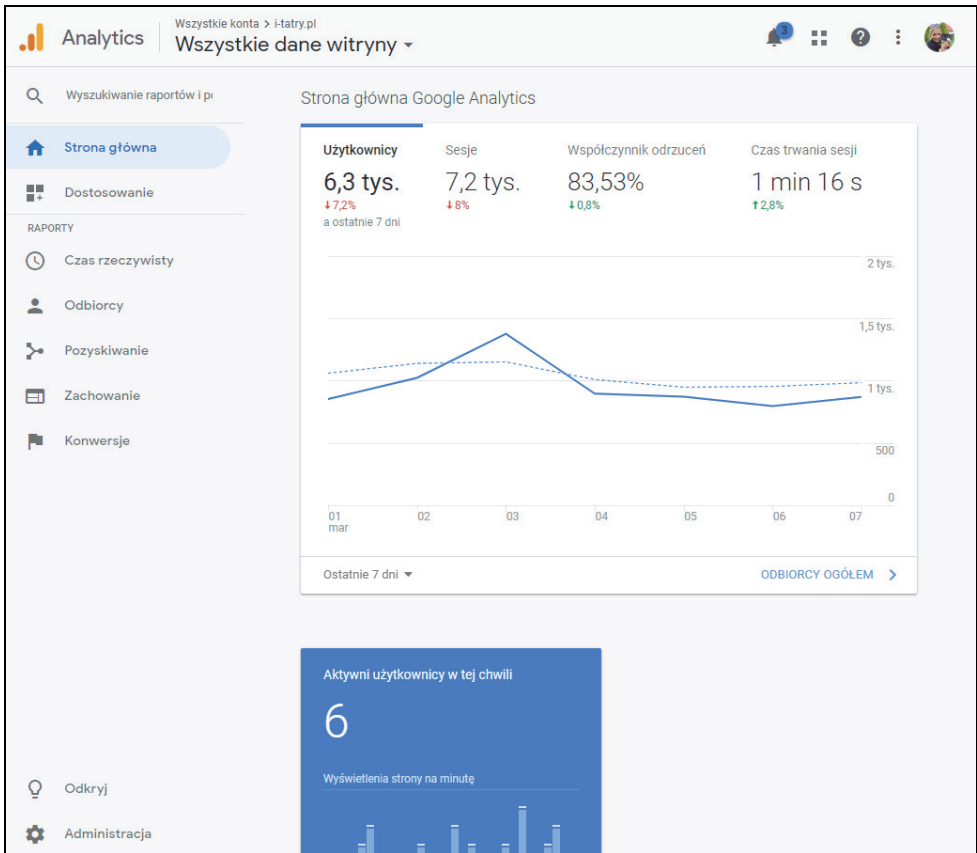 Analytics
Wszystkie konta > i-tatry.pl
Wszystkie dane witryny
3
Wyszukiwanie raportów i
Strona główna
Dostosowanie
RAPORTY
Czas rzeczywisty
Odbiorcy
Pozyskiwanie
Zachowanie
Konwersje
Odkryj
Administracja
Strona główna Google Analytics
Użytkownicy
6,3 tys.
↓7,2%
a ostatnie 7 dni
Sesje
7,2 tys.
↓8%
Współczynnik odrzuceń
83,53%
↓0,8%
Czas trwania sesji
1 min 16 s
↑2,8%
2 tys.
1,5 tys.
1 tys.
500
0
01 02 03 04 05 06 07
mar
Ostatnie 7 dni
ODBIORCY OGÓŁEM >
Aktywni użytkownicy w tej chwili
6
Wyświetlenia strony na minutę